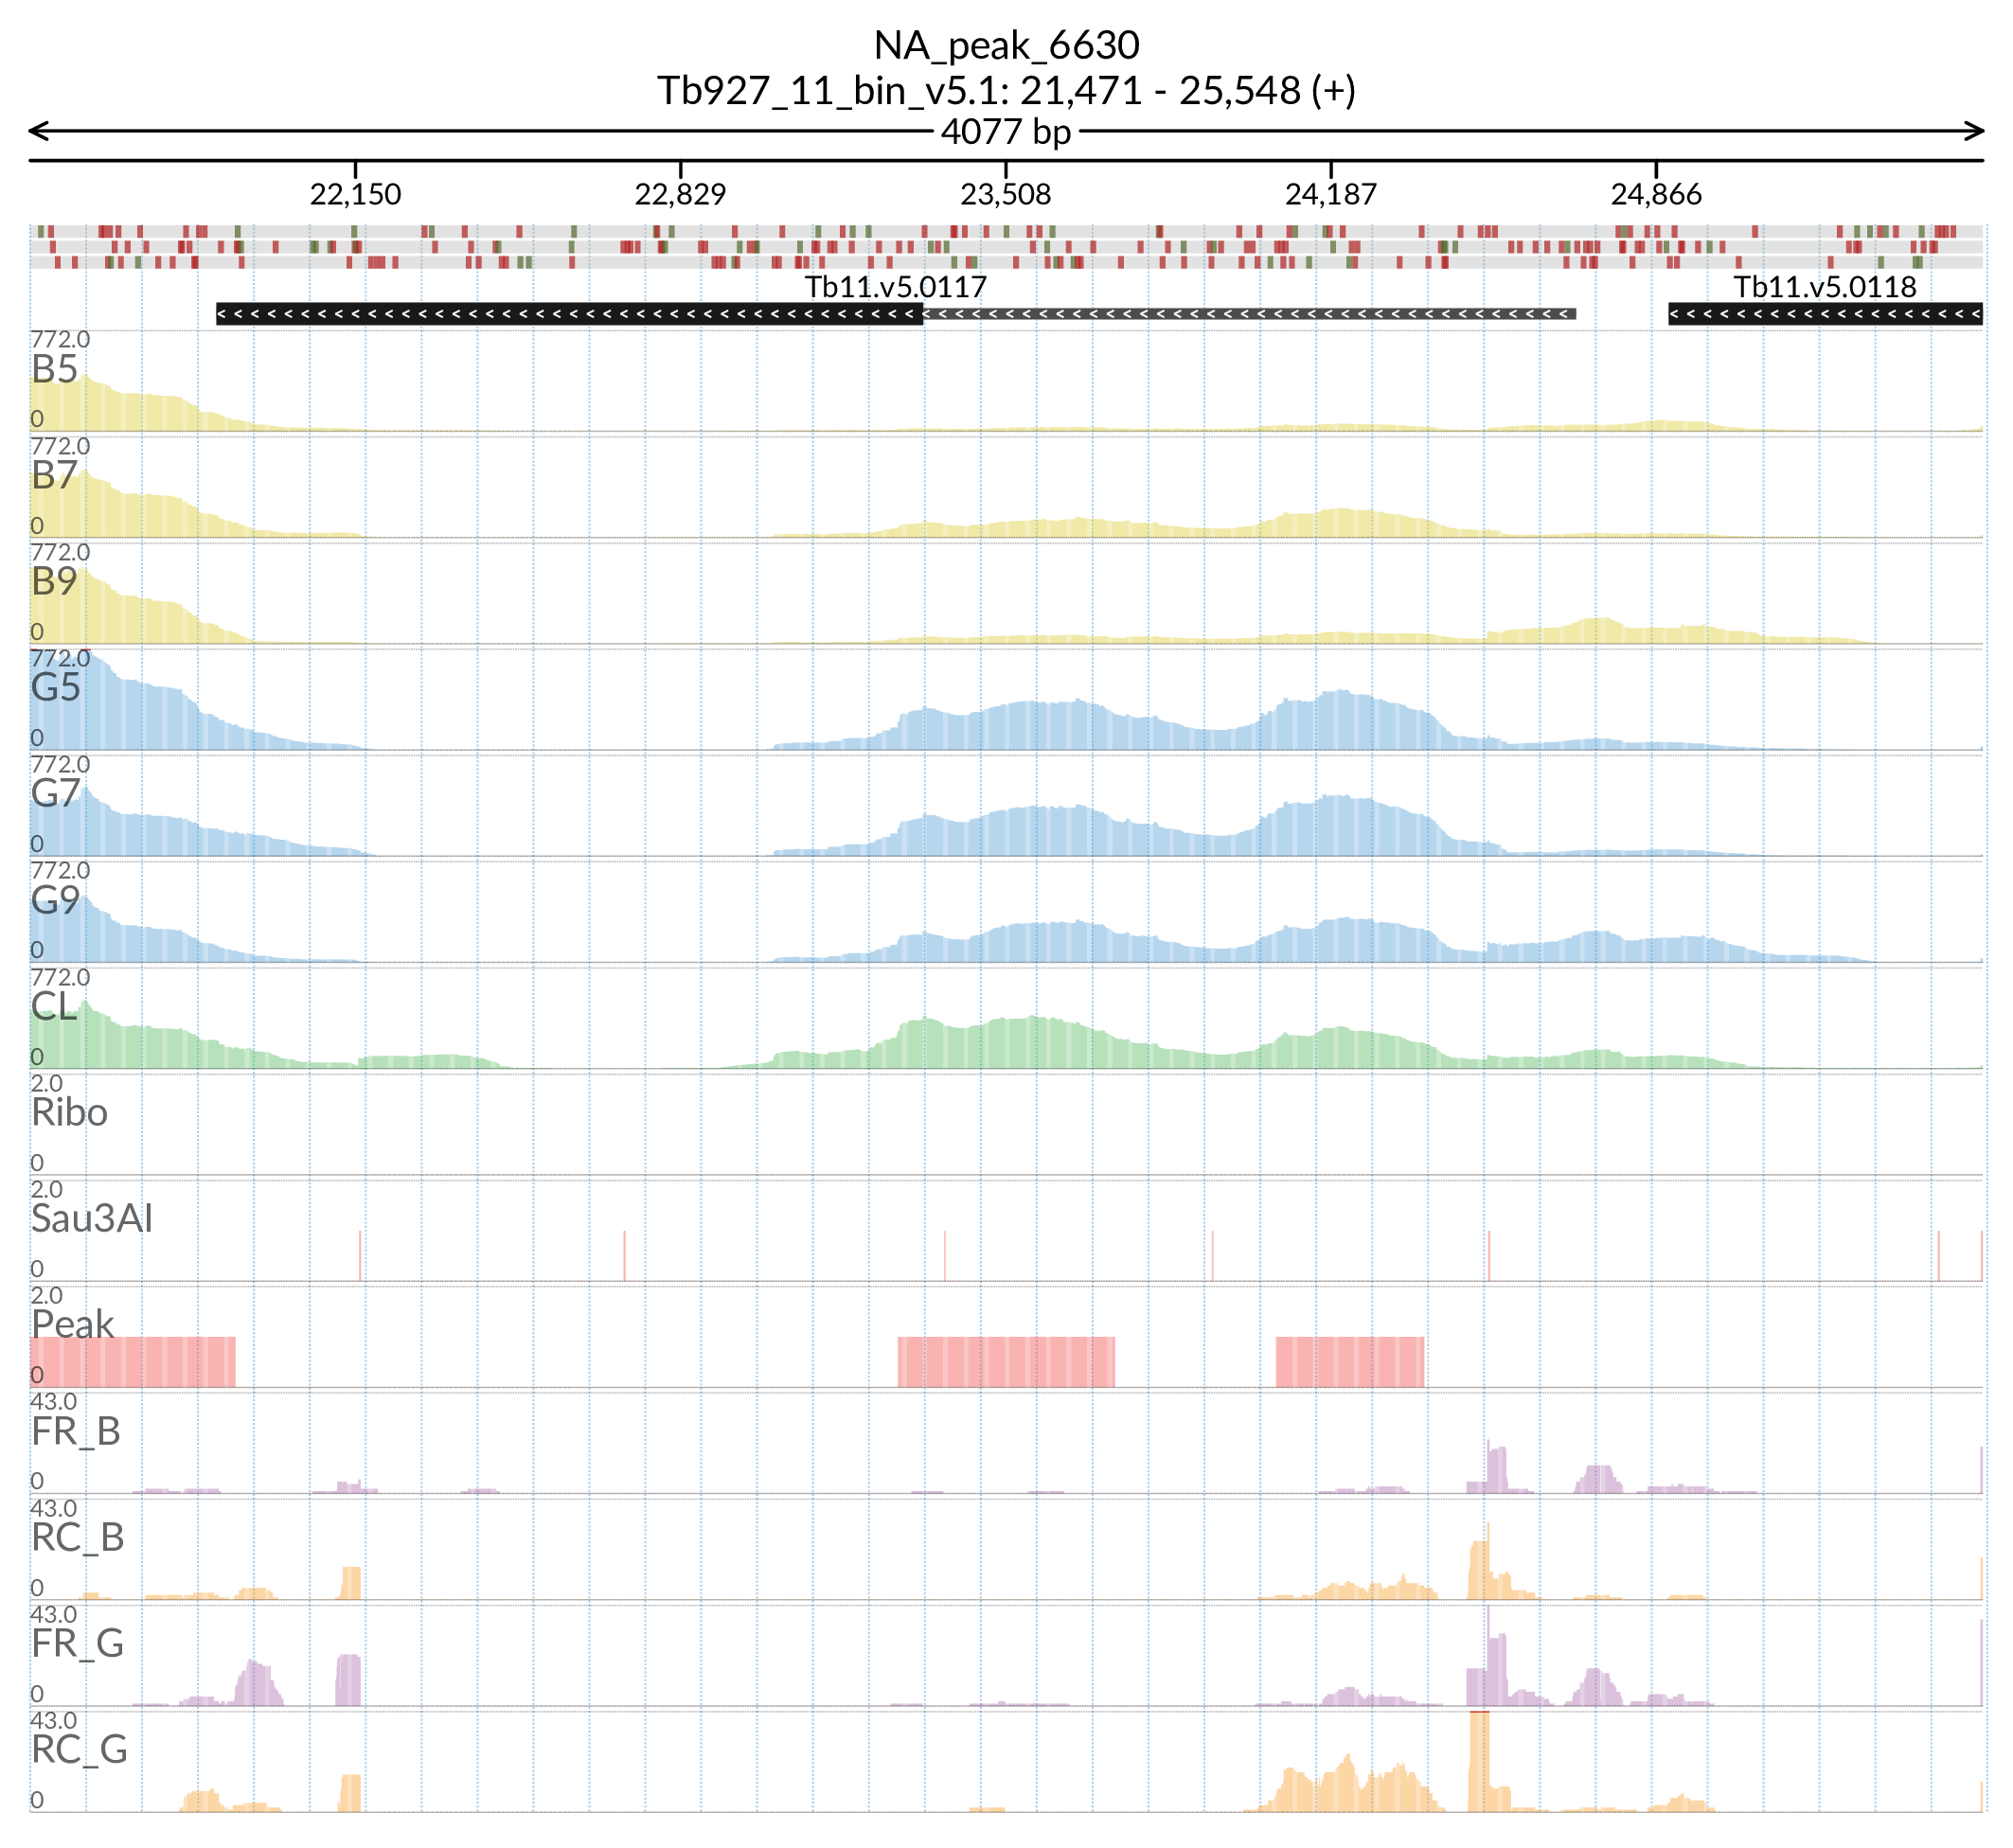 NA_peak_6630
Tb927_11_bin_v5.1: 21,471 - 25,548 (+)
4077 bp
22,150 22,829 23,508 24,187 24,866
Tb11.v5.0117 Tb11.v5.0118
772.0
B5
0
772.0
B7
0
772.0
B9
0
772.0
G5
0
772.0
G7
0
772.0
G9
0
772.0
CL
0
2.0
Ribo
0
2.0
Sau3AI
0
2.0
Peak
0
43.0
FR_B
0
43.0
RC_B
0
43.0
FR_G
0
43.0
RC_G
0